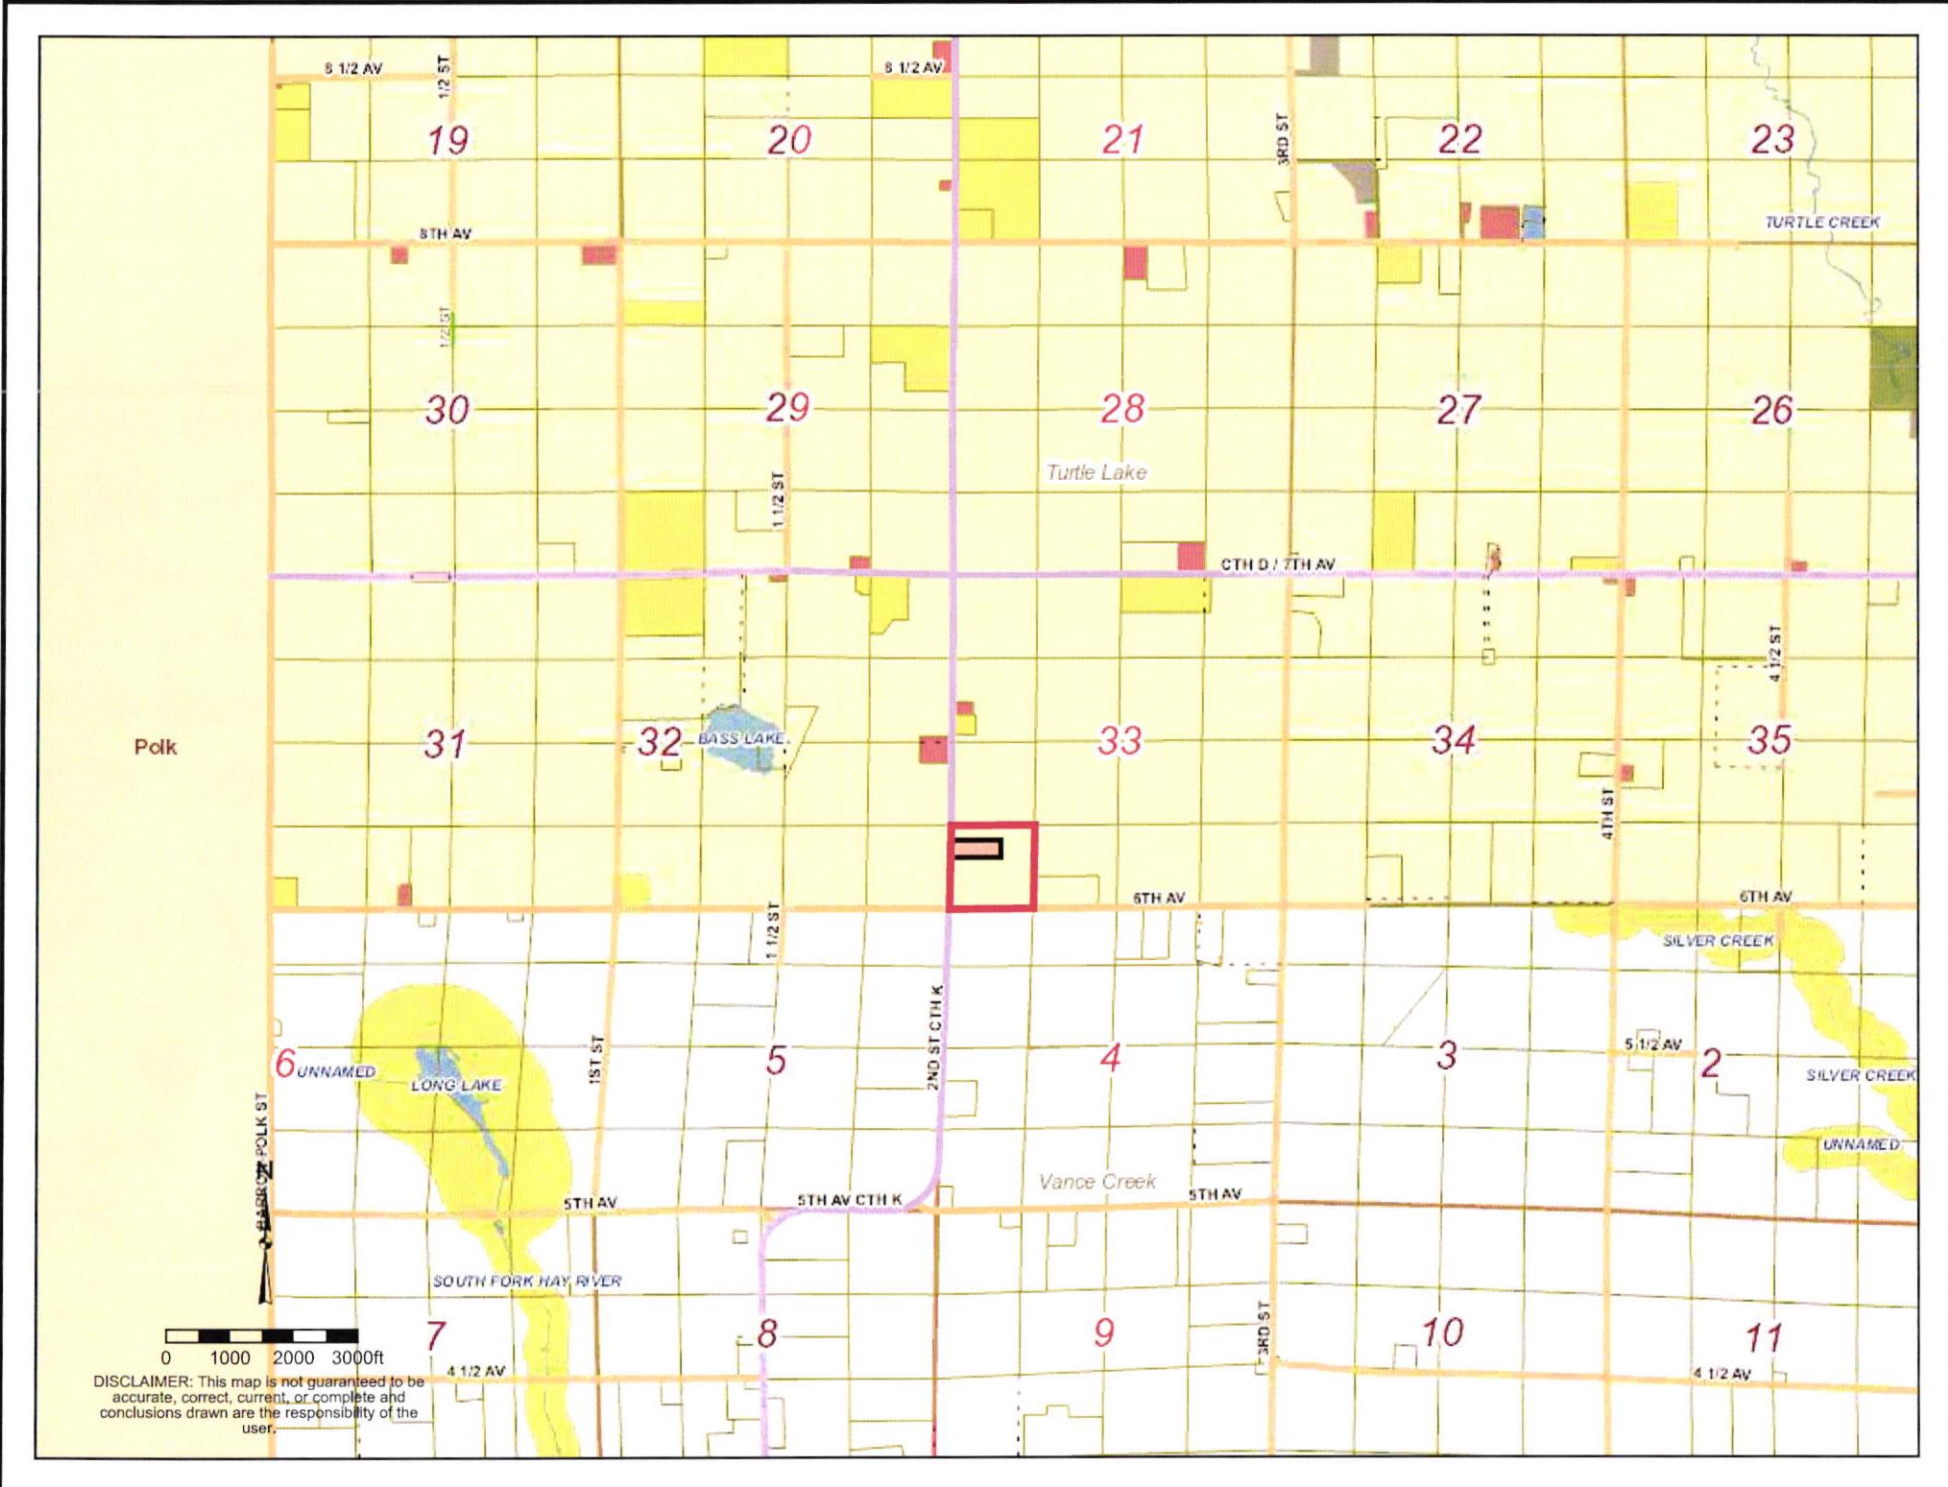 8 1/2 AV
1/2 ST
8 1/2 AV
19
20
21
3RD ST
22
23
TURTLE CREEK
8TH AV
1/2 ST
30
29
28
27
26
Turtle Lake
1 1/2 ST
CTH D / 7TH AV
4 1/2 ST
Polk
31
32
BASS LAKE
33
34
35
4TH ST
6TH AV
6TH AV
1 1/2 ST
SILVER CREEK
2ND ST CTH K
1ST ST
6
UNNAMED
LONG LAKE
5
4
3
5 1/2 AV
2
SILVER CREEK
BARRON POLK ST
N
UNNAMED
Vance Creek
5TH AV
5TH AV CTH K
5TH AV
SOUTH FORK HAY RIVER
7
8
9
3RD ST
10
11
0 1000 2000 3000ft
4 1/2 AV
4 1/2 AV
DISCLAIMER: This map is not guaranteed to be
accurate, correct, current, or complete and
conclusions drawn are the responsibility of the
user.